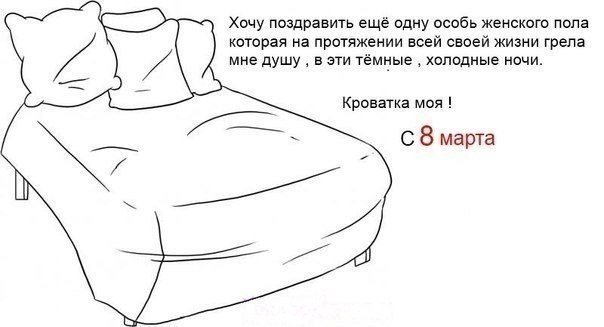 Хочу поздравить ещё одну особь женского пола
которая на протяжении всей своей жизни грела
мне душу , в эти тёмные , холодные ночи.
Кроватка моя !
С 8 марта